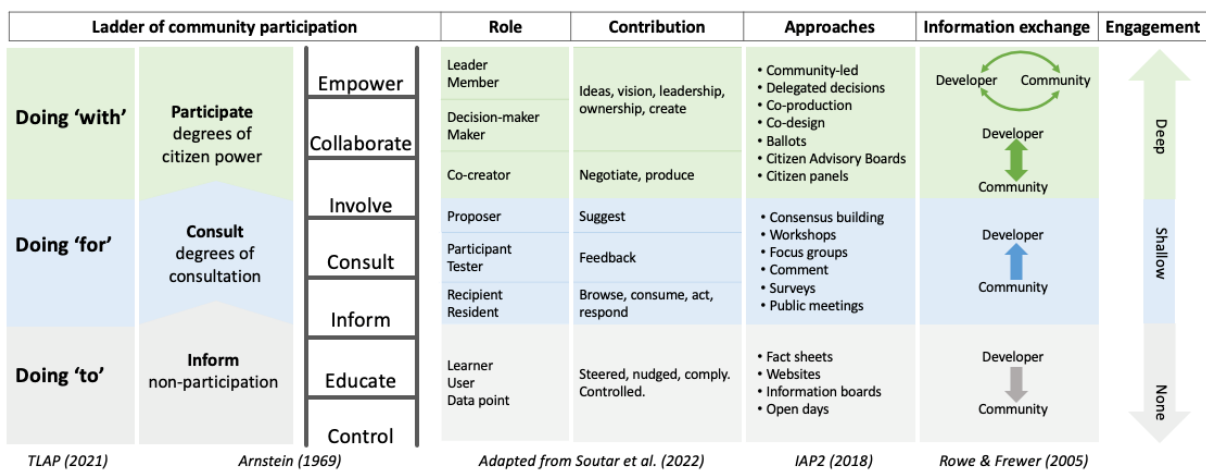 Ladder of community participation
Role
Contribution
Approaches
Information exchange
Engagement
Doing ‘with’
Participate
degrees of
citizen power
Empower
Collaborate
Involve
Leader
Member
Decision-maker
Maker
Co-creator
Ideas, vision, leadership,
ownership, create
Negotiate, produce
• Community-led
• Delegated decisions
• Co-production
• Co-design
• Ballots
• Citizen Advisory Boards
• Citizen panels
Developer
Community
Developer
Community
Deep
Doing ‘for’
Consult
degrees of
consultation
Consult
Inform
Proposer
Participant
Tester
Recipient
Resident
Suggest
Feedback
Browse, consume, act,
respond
• Consensus building
• Workshops
• Focus groups
• Comment
• Surveys
• Public meetings
Developer
Community
Shallow
Doing ‘to’
Inform
non-participation
Educate
Control
Learner
User
Data point
Steered, nudged, comply.
Controlled.
• Fact sheets
• Websites
• Information boards
• Open days
Developer
Community
None
TLAP (2021)
Arnstein (1969)
Adapted from Soutar et al. (2022)
IAP2 (2018)
Rowe & Frewer (2005)